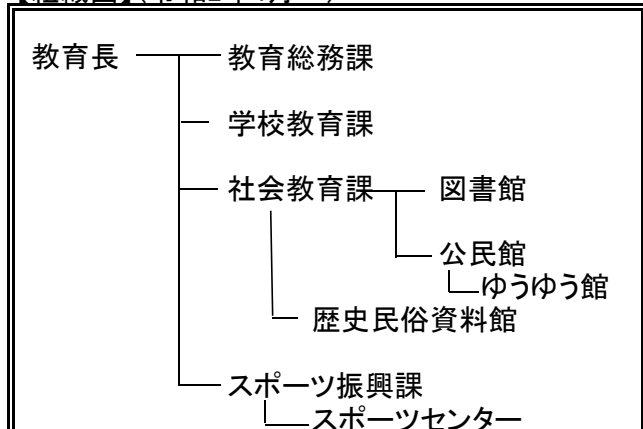 教育長 教育総務課
学校教育課
社会教育課 図書館
公民館
ゆうゆう館
歴史民俗資料館
スポーツ振興課
スポーツセンター